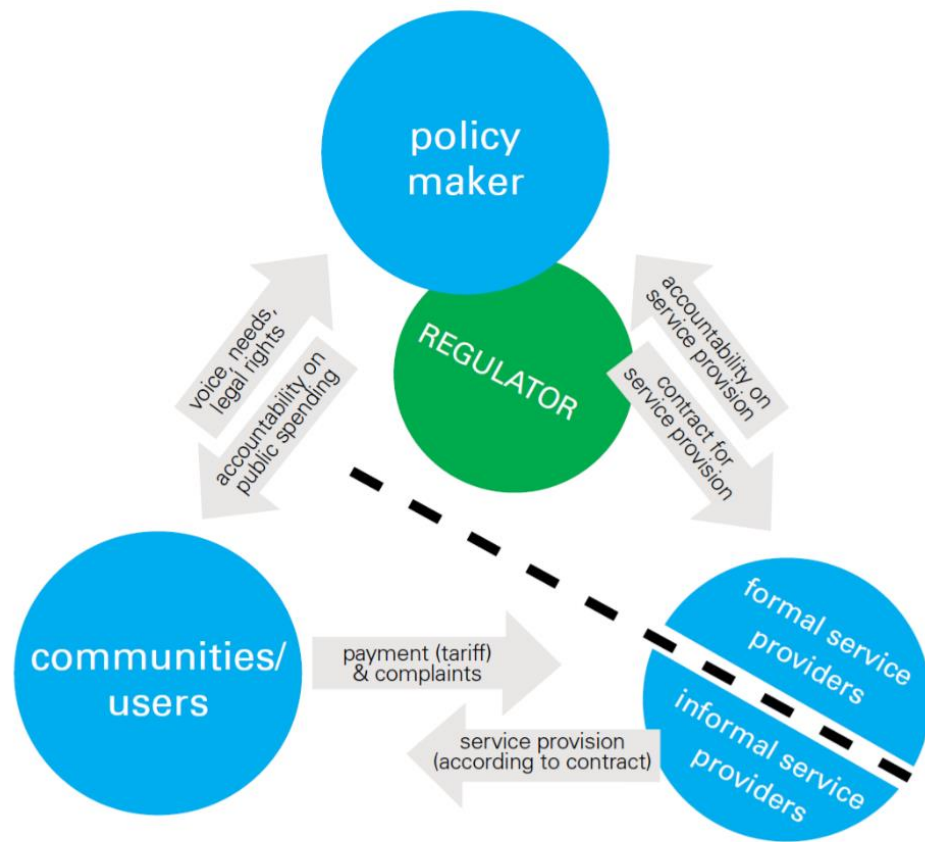 policy
maker
REGULATOR
voice, needs,
legal rights
accountability on
public spending
accountability on
service provision
contract for
service provision
communities/
users
payment (tariff)
& complaints
service provision
(according to contract)
formal service
providers
informal service
providers